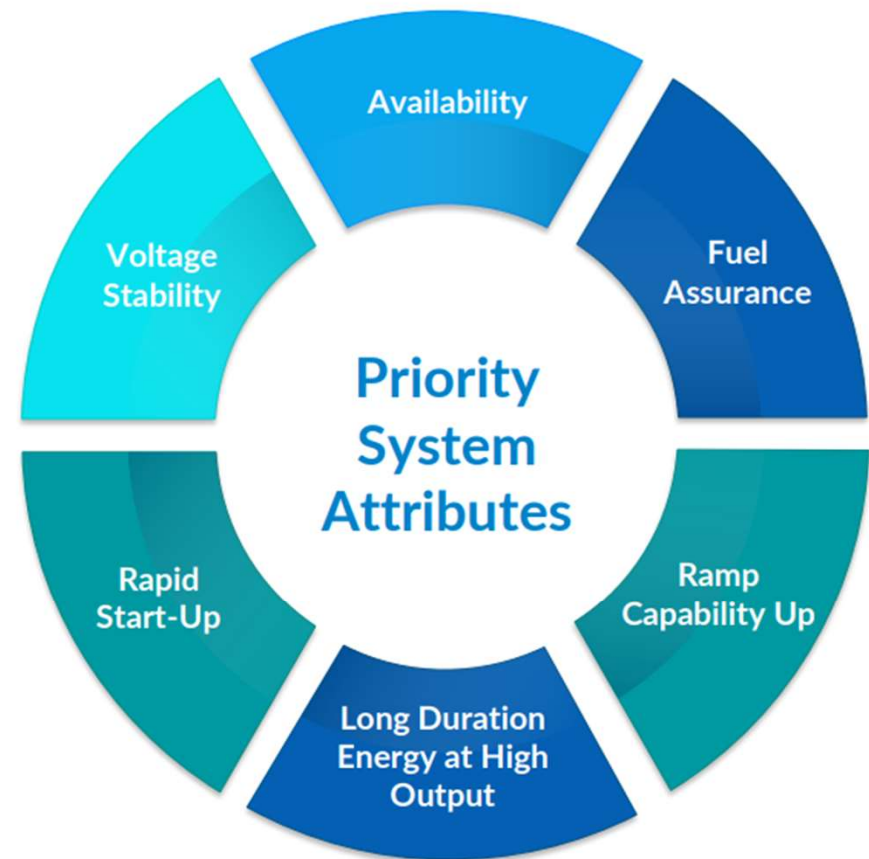 Availability
Fuel
Assurance
Ramp
Capability Up
Long Duration
Energy at High
Output
Rapid
Start-Up
Voltage
Stability
Priority
System
Attributes